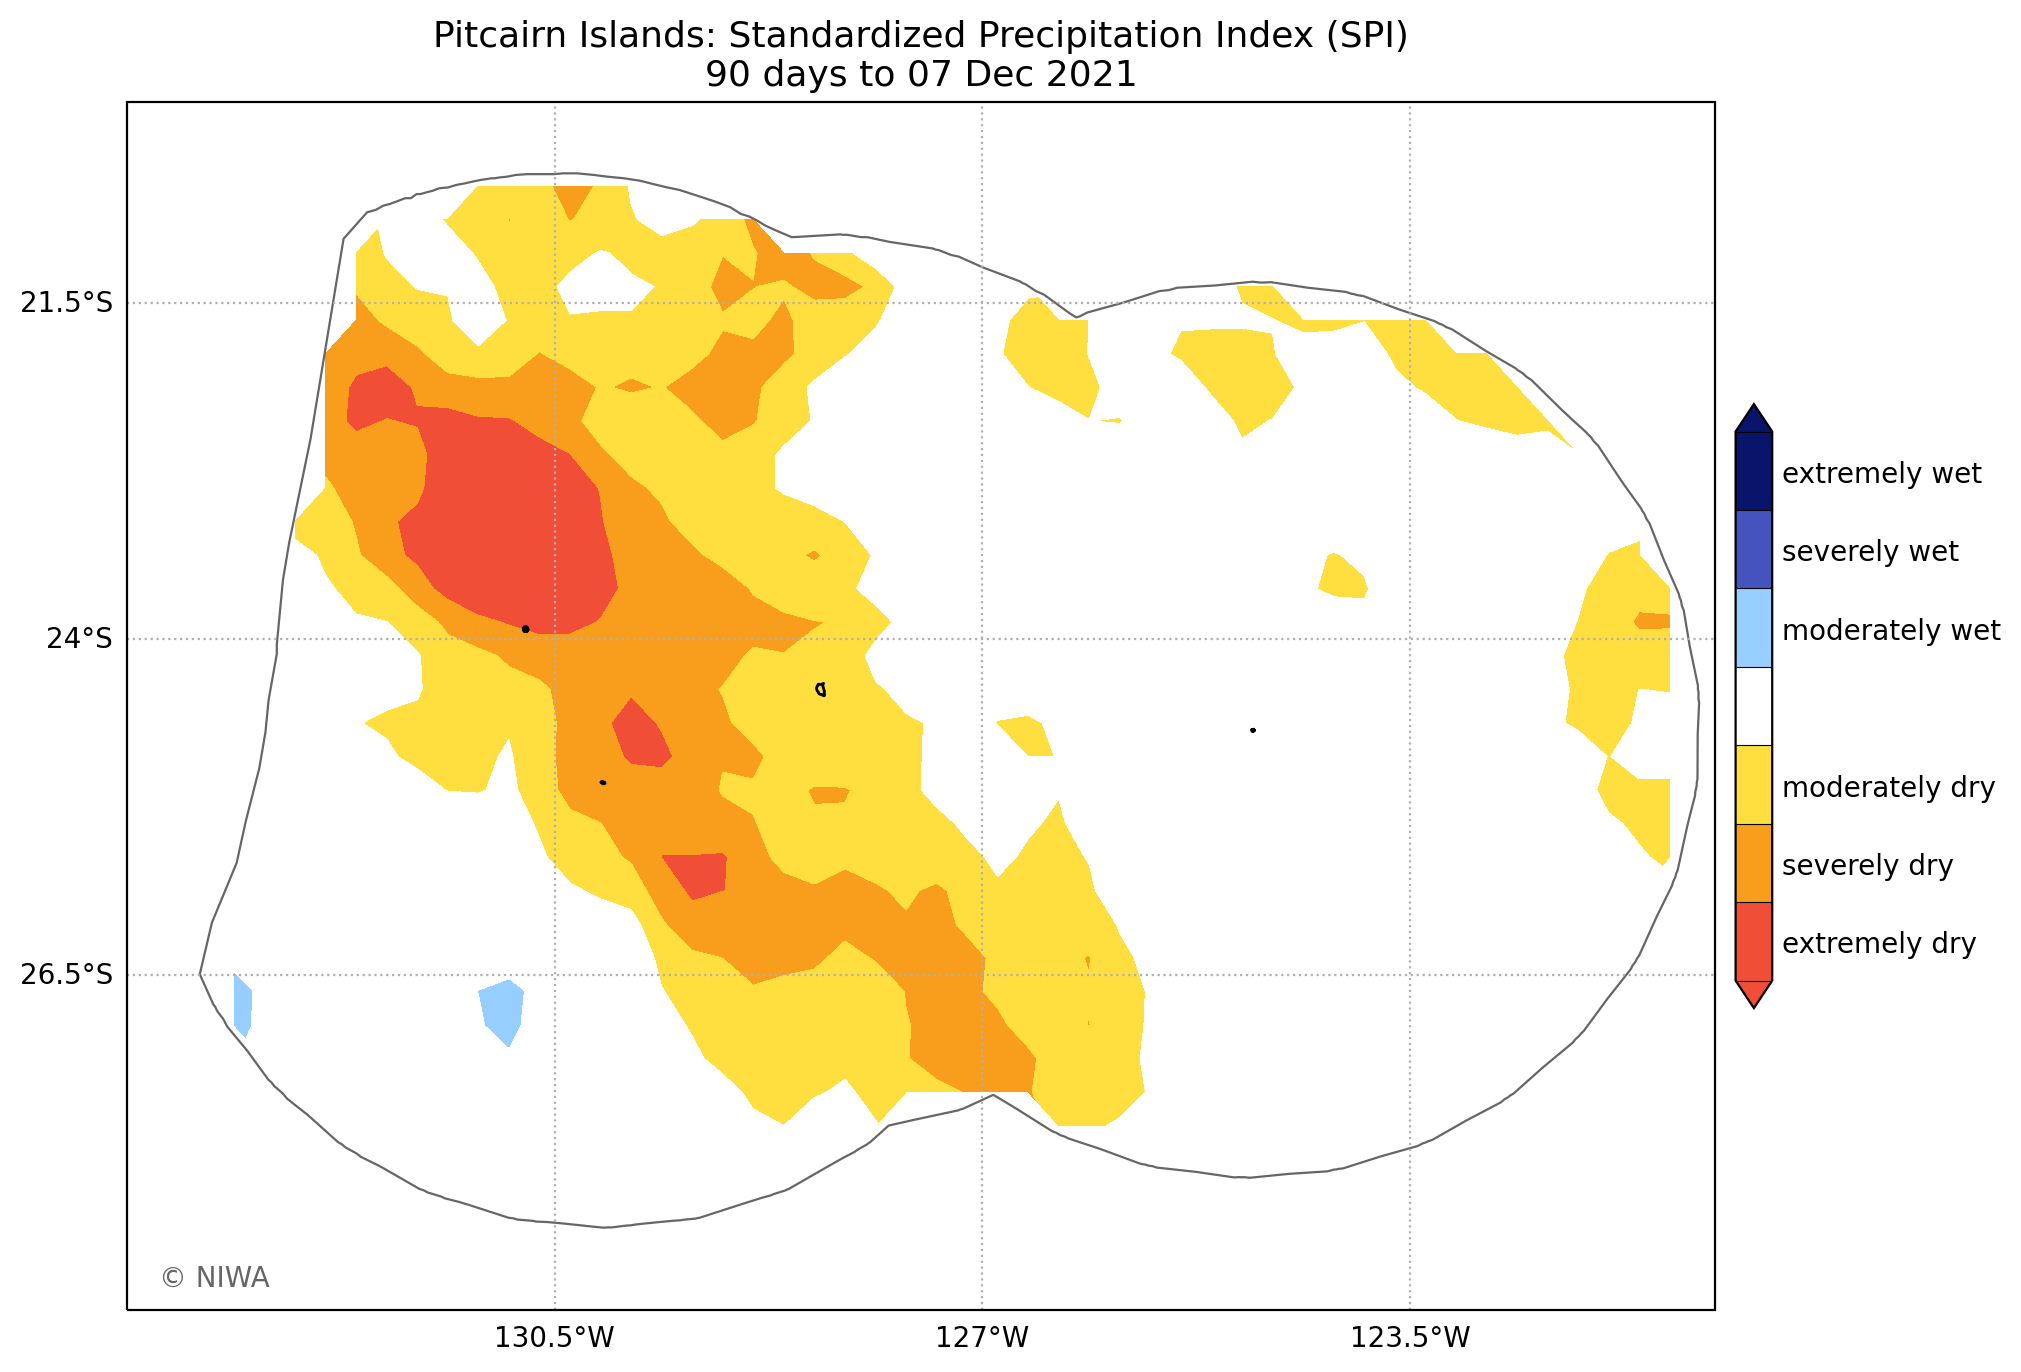 Pitcairn Islands: Standardized Precipitation Index (SPI)
90 days to 07 Dec 2021
21.5°S
24°S
26.5°S
130.5°W
127°W
123.5°W
extremely wet
severely wet
moderately wet
moderately dry
severely dry
extremely dry
© NIWA